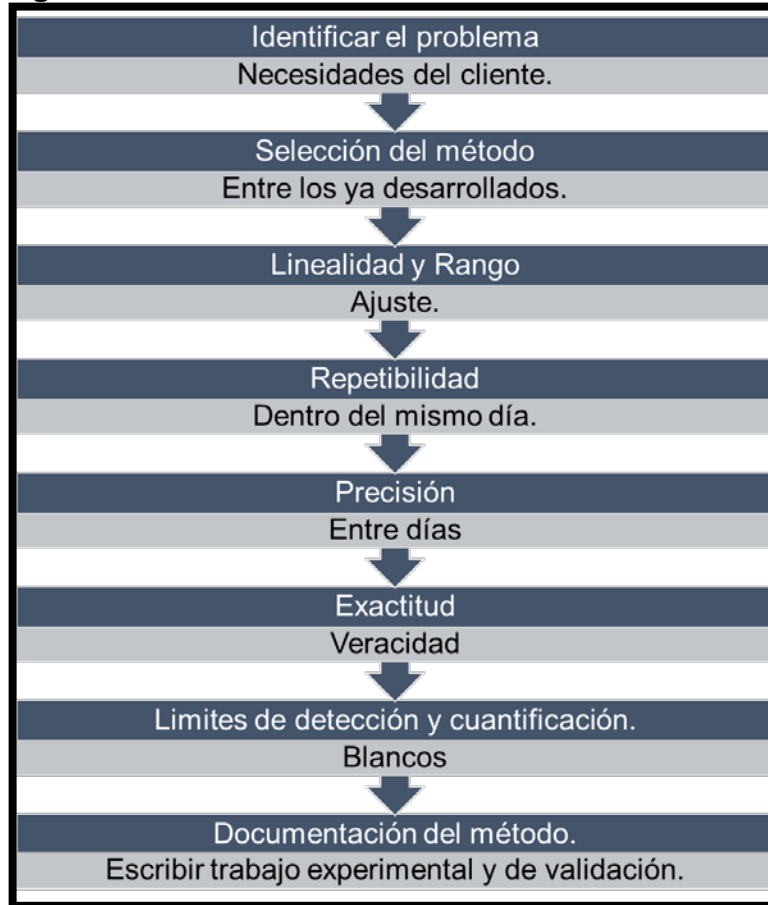 Identificar el problema
Necesidades del cliente.
Selección del método
Entre los ya desarrollados.
Linealidad y Rango
Ajuste.
Repetibilidad
Dentro del mismo día.
Precisión
Entre días
Exactitud
Veracidad
Limites de detección y cuantificación.
Blancos
Documentación del método.
Escribir trabajo experimental y de validación.